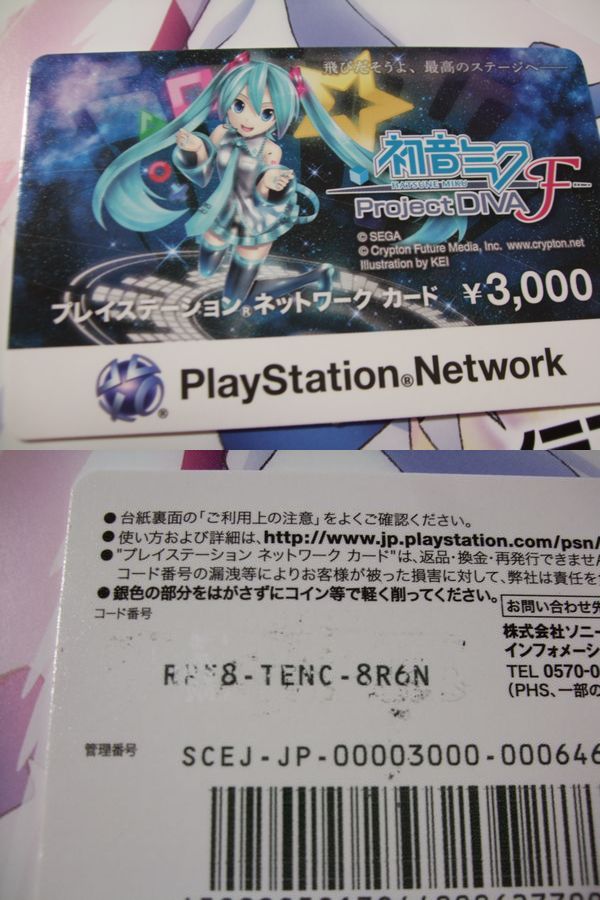 飛びだそうよ、最高のステージへ——
初音ミク
HATSUNE MIKU
Project DIVA F
© SEGA
© Crypton Future Media, Inc. www.crypton.net
Illustration by KEI
プレイステーション® ネットワーク カード ¥3,000
PlayStation®Network
●台紙裏面の「ご利用上の注意」をよくご確認ください。
●使い方および詳細は、http://www.jp.playstation.com/psn/
●"プレイステーション ネットワーク カード"は、返品・換金・再発行できません
コード番号の漏洩等によりお客様が被った損害に対して、弊社は責任を
●銀色の部分をはがさずにコイン等で軽く削ってください。
お問い合わせ先
コード番号
株式会社ソニー
インフォメーシ
TENC-8R6N
TEL 0570-0
(PHS、一部の
管理番号
SCEJ-JP-00003000-000646